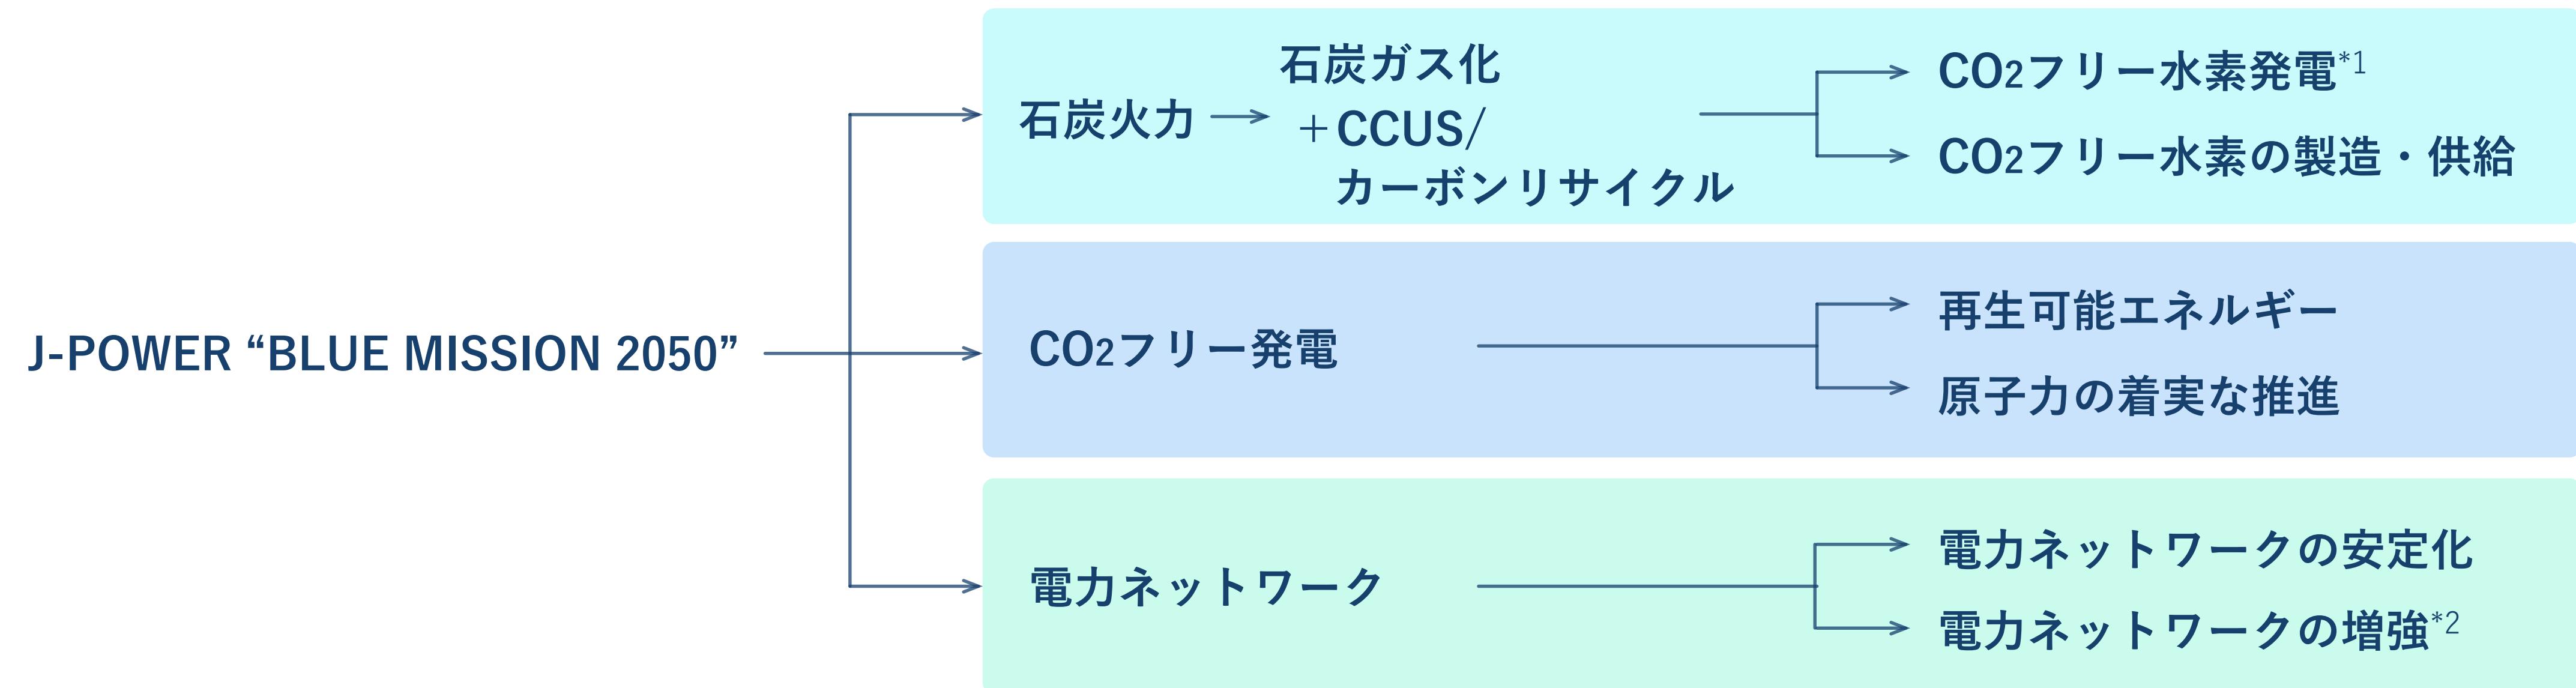 J-POWER “BLUE MISSION 2050”
石炭火力
石炭ガス化
＋CCUS/
カーボンリサイクル
CO2フリー水素発電*1
CO2フリー水素の製造・供給
CO2フリー発電
再生可能エネルギー
原子力の着実な推進
電力ネットワーク
電力ネットワークの安定化
電力ネットワークの増強*2